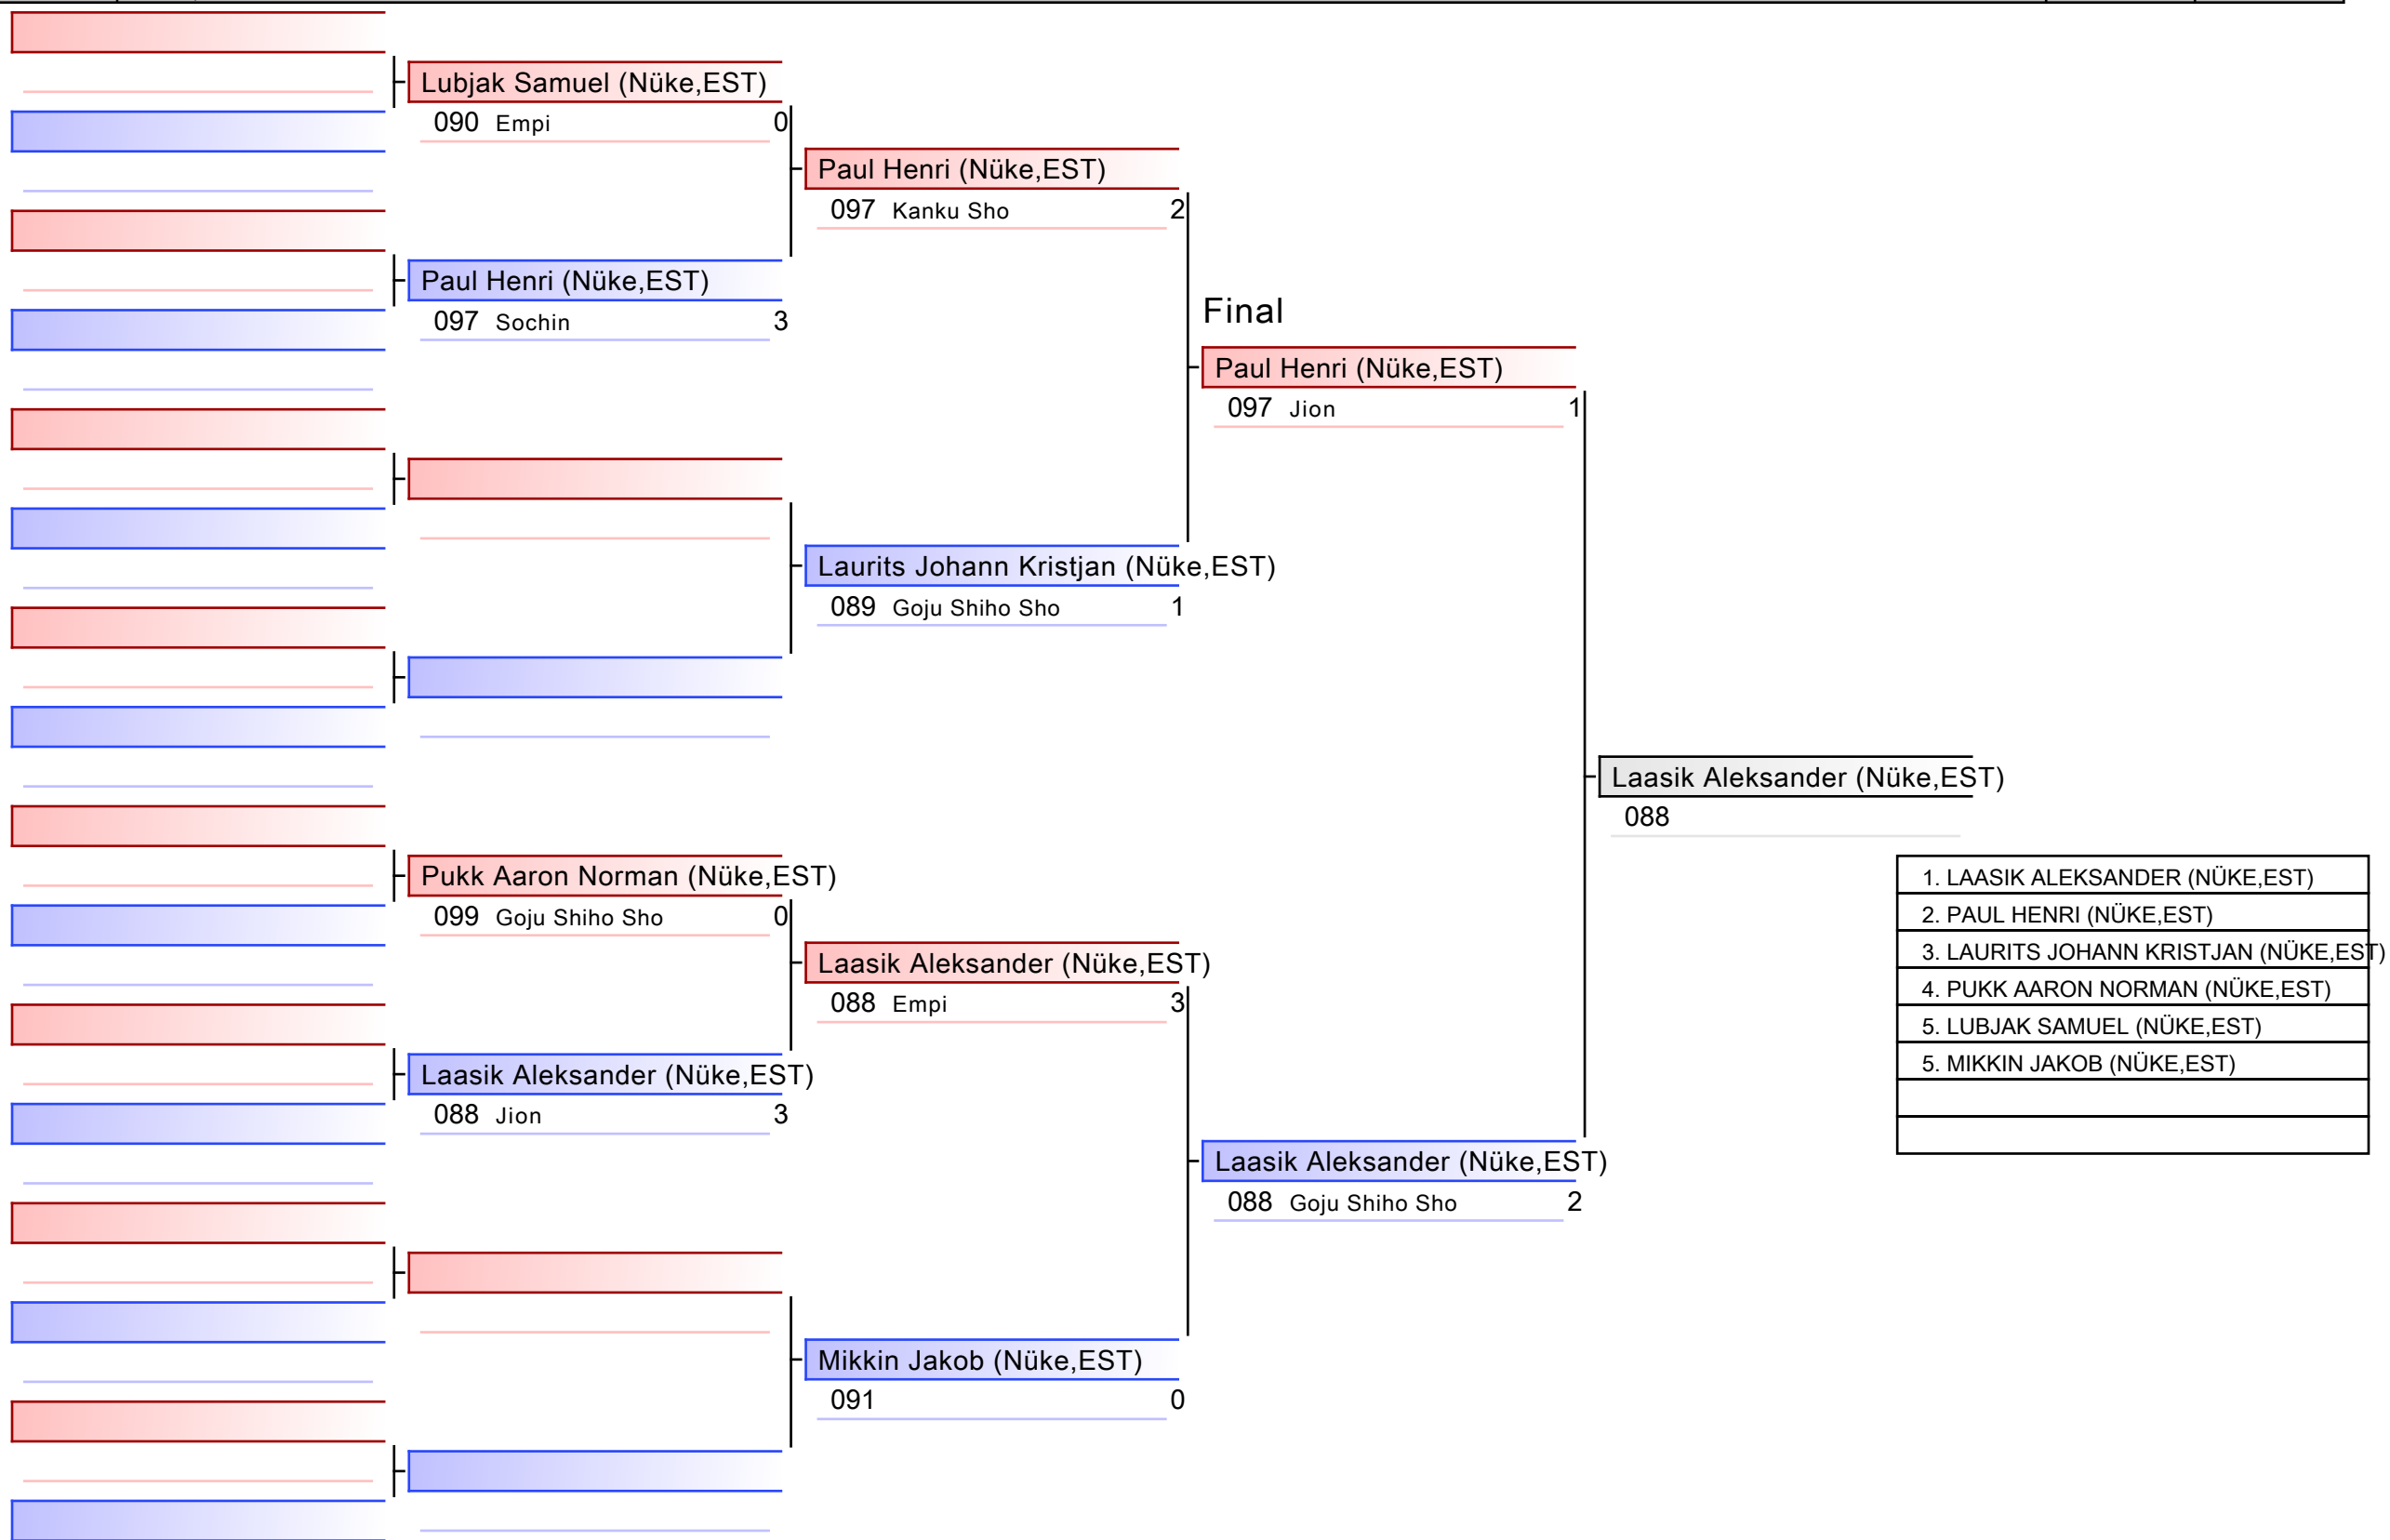 Lubjak Samuel (Nüke,EST)
090 Empi 0
Paul Henri (Nüke,EST)
097 Sochin 3
Pukk Aaron Norman (Nüke,EST)
099 Goju Shiho Sho 0
Laasik Aleksander (Nüke,EST)
088 Jion 3
Paul Henri (Nüke,EST)
097 Kanku Sho 2
Laurits Johann Kristjan (Nüke,EST)
089 Goju Shiho Sho 1
Laasik Aleksander (Nüke,EST)
088 Empi 3
Mikkin Jakob (Nüke,EST)
091 0
Final
Paul Henri (Nüke,EST)
097 Jion 1
Laasik Aleksander (Nüke,EST)
088 Goju Shiho Sho 2
Laasik Aleksander (Nüke,EST)
088
1. LAASIK ALEKSANDER (NÜKE,EST)
2. PAUL HENRI (NÜKE,EST)
3. LAURITS JOHANN KRISTJAN (NÜKE,EST)
4. PUKK AARON NORMAN (NÜKE,EST)
5. LUBJAK SAMUEL (NÜKE,EST)
5. MIKKIN JAKOB (NÜKE,EST)